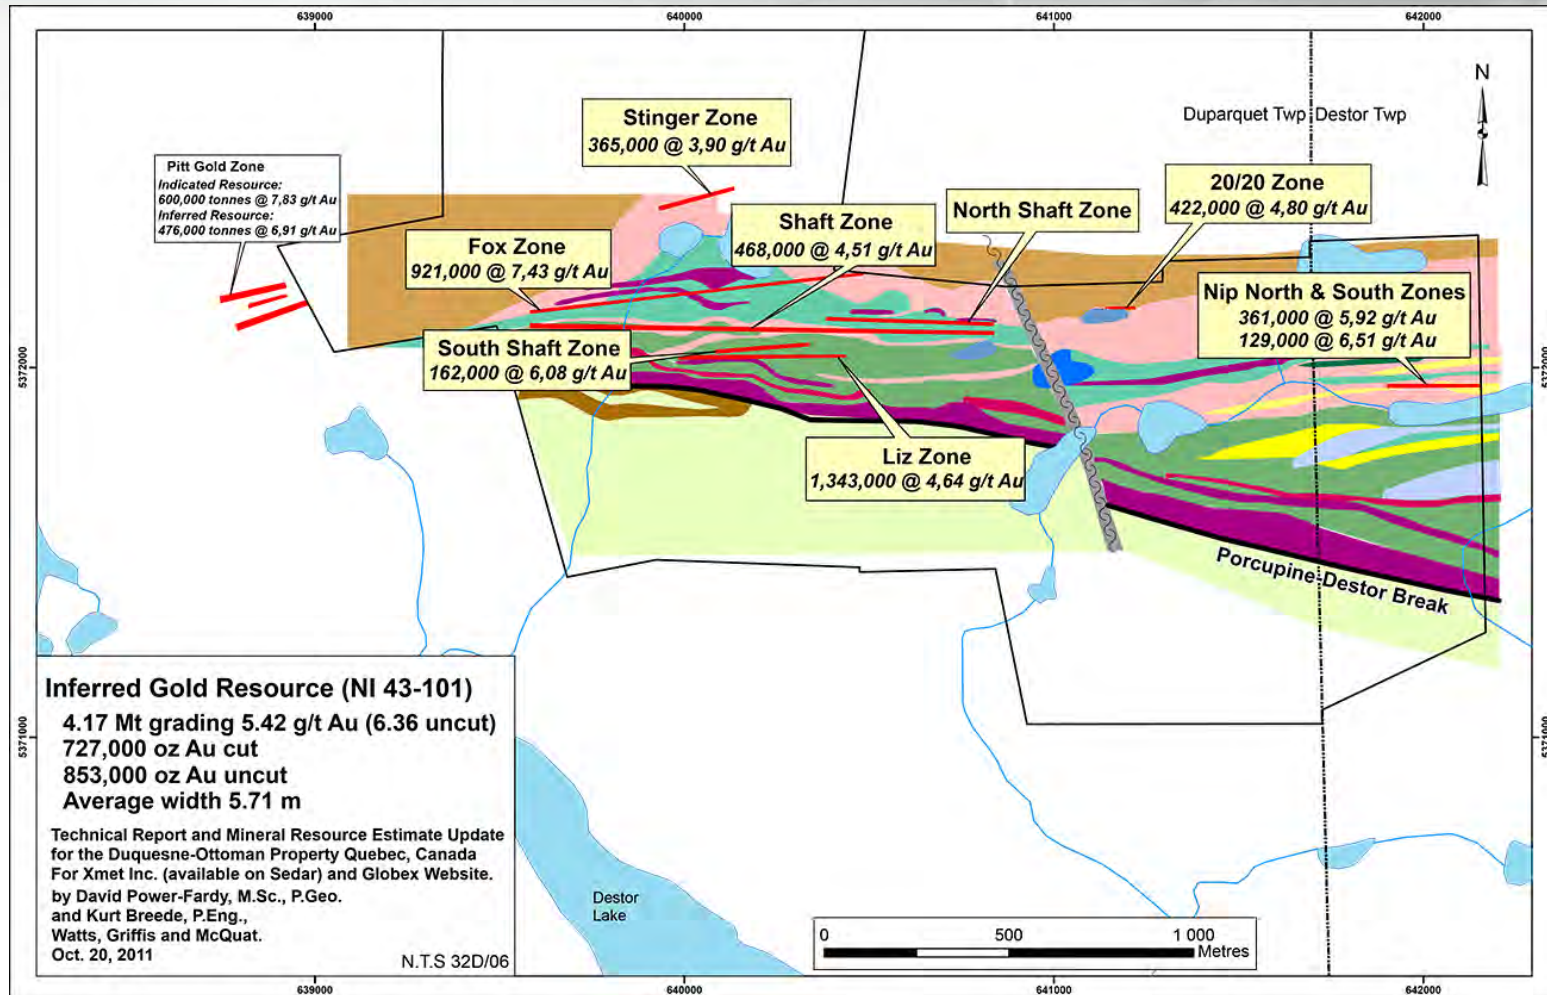 639000
640000
641000
642000
N
Duparquet Twp
Destor Twp
Stinger Zone
365,000 @ 3,90 g/t Au
Pitt Gold Zone
Indicated Resource:
600,000 tonnes @ 7,83 g/t Au
Inferred Resource:
476,000 tonnes @ 6,91 g/t Au
20/20 Zone
422,000 @ 4,80 g/t Au
North Shaft Zone
Shaft Zone
468,000 @ 4,51 g/t Au
Fox Zone
921,000 @ 7,43 g/t Au
Nip North & South Zones
361,000 @ 5,92 g/t Au
129,000 @ 6,51 g/t Au
South Shaft Zone
162,000 @ 6,08 g/t Au
5372000
5372000
Liz Zone
1,343,000 @ 4,64 g/t Au
Porcupine-Destor Break
Inferred Gold Resource (NI 43-101)
4.17 Mt grading 5.42 g/t Au (6.36 uncut)
727,000 oz Au cut
853,000 oz Au uncut
Average width 5.71 m
5371000
5371000
Technical Report and Mineral Resource Estimate Update
for the Duquesne-Ottoman Property Quebec, Canada
For Xmet Inc. (available on Sedar) and Globex Website.
by David Power-Fardy, M.Sc., P.Geo.
and Kurt Breede, P.Eng.,
Watts, Griffis and McQuat.
Oct. 20, 2011
N.T.S 32D/06
Destor
Lake
0
500
1 000
Metres
639000
640000
641000
642000